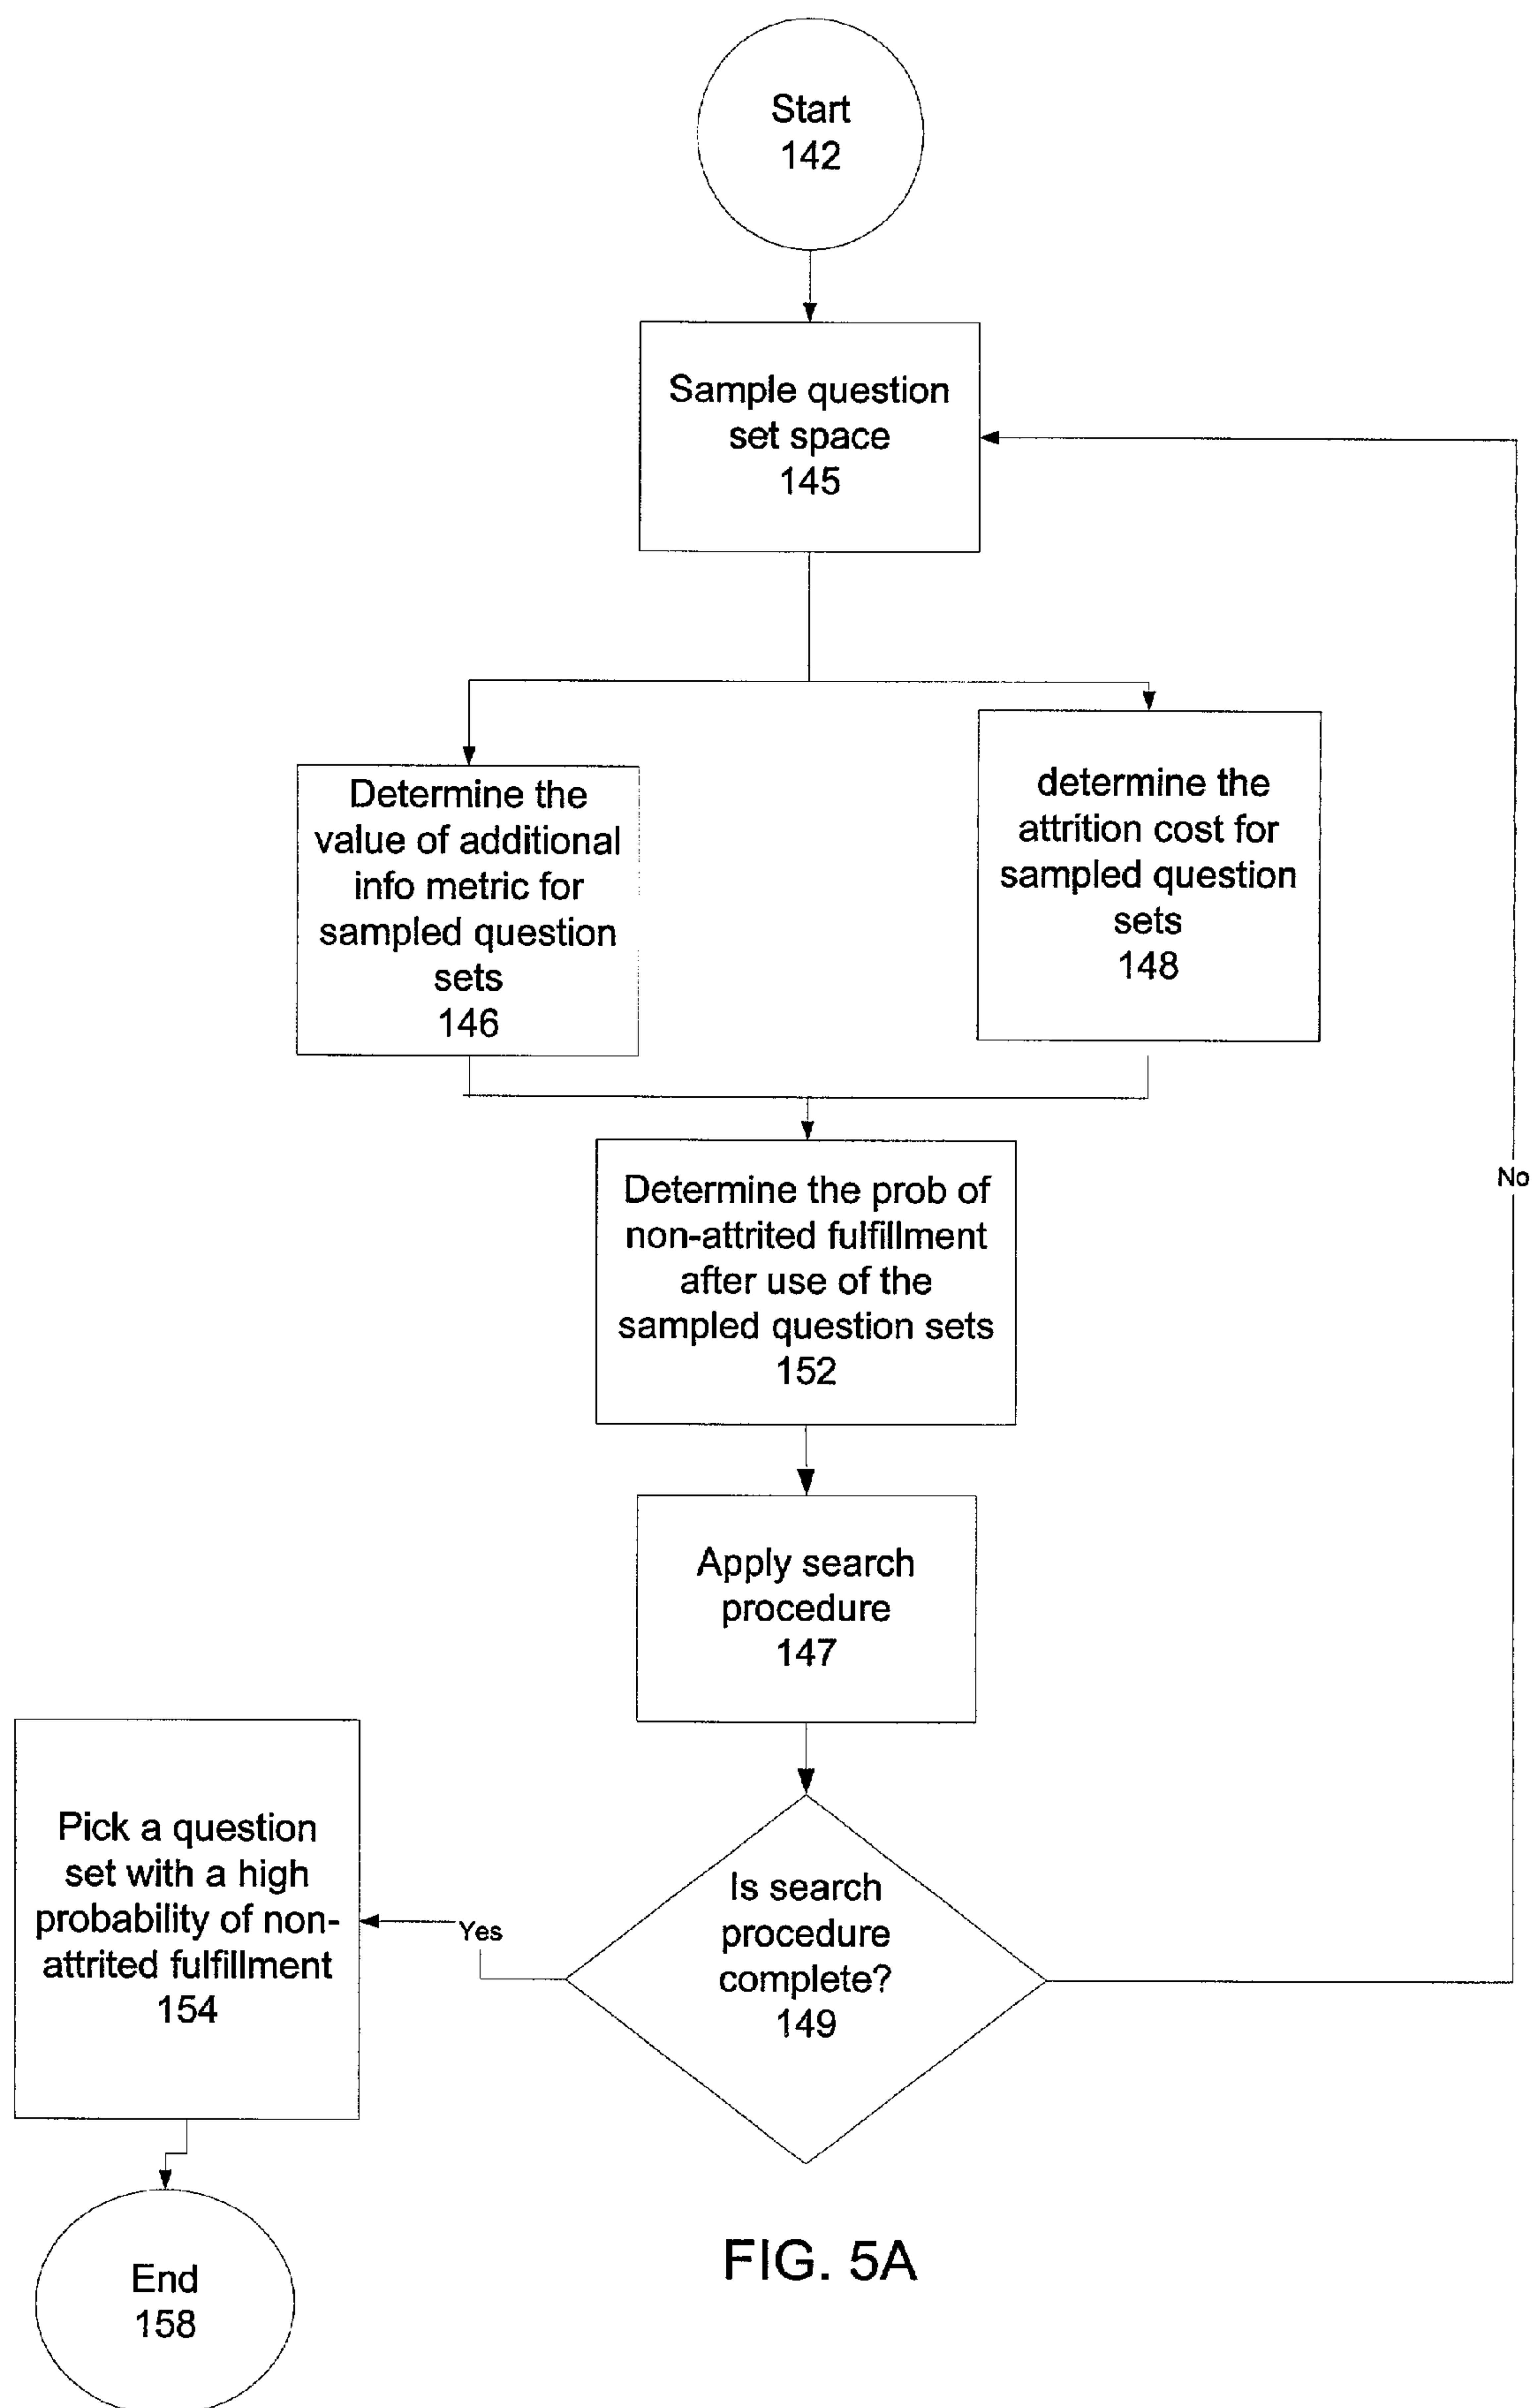 Start
142
Sample question
set space
145
Determine the
value of additional
info metric for
sampled question
sets
146
determine the
attrition cost for
sampled question
sets
148
Determine the prob of
non-attrited fulfillment
after use of the
sampled question sets
152
No
Apply search
procedure
147
Is search
procedure
complete?
149
Yes
Pick a question
set with a high
probability of non-
attrited fulfillment
154
End
158
FIG. 5A